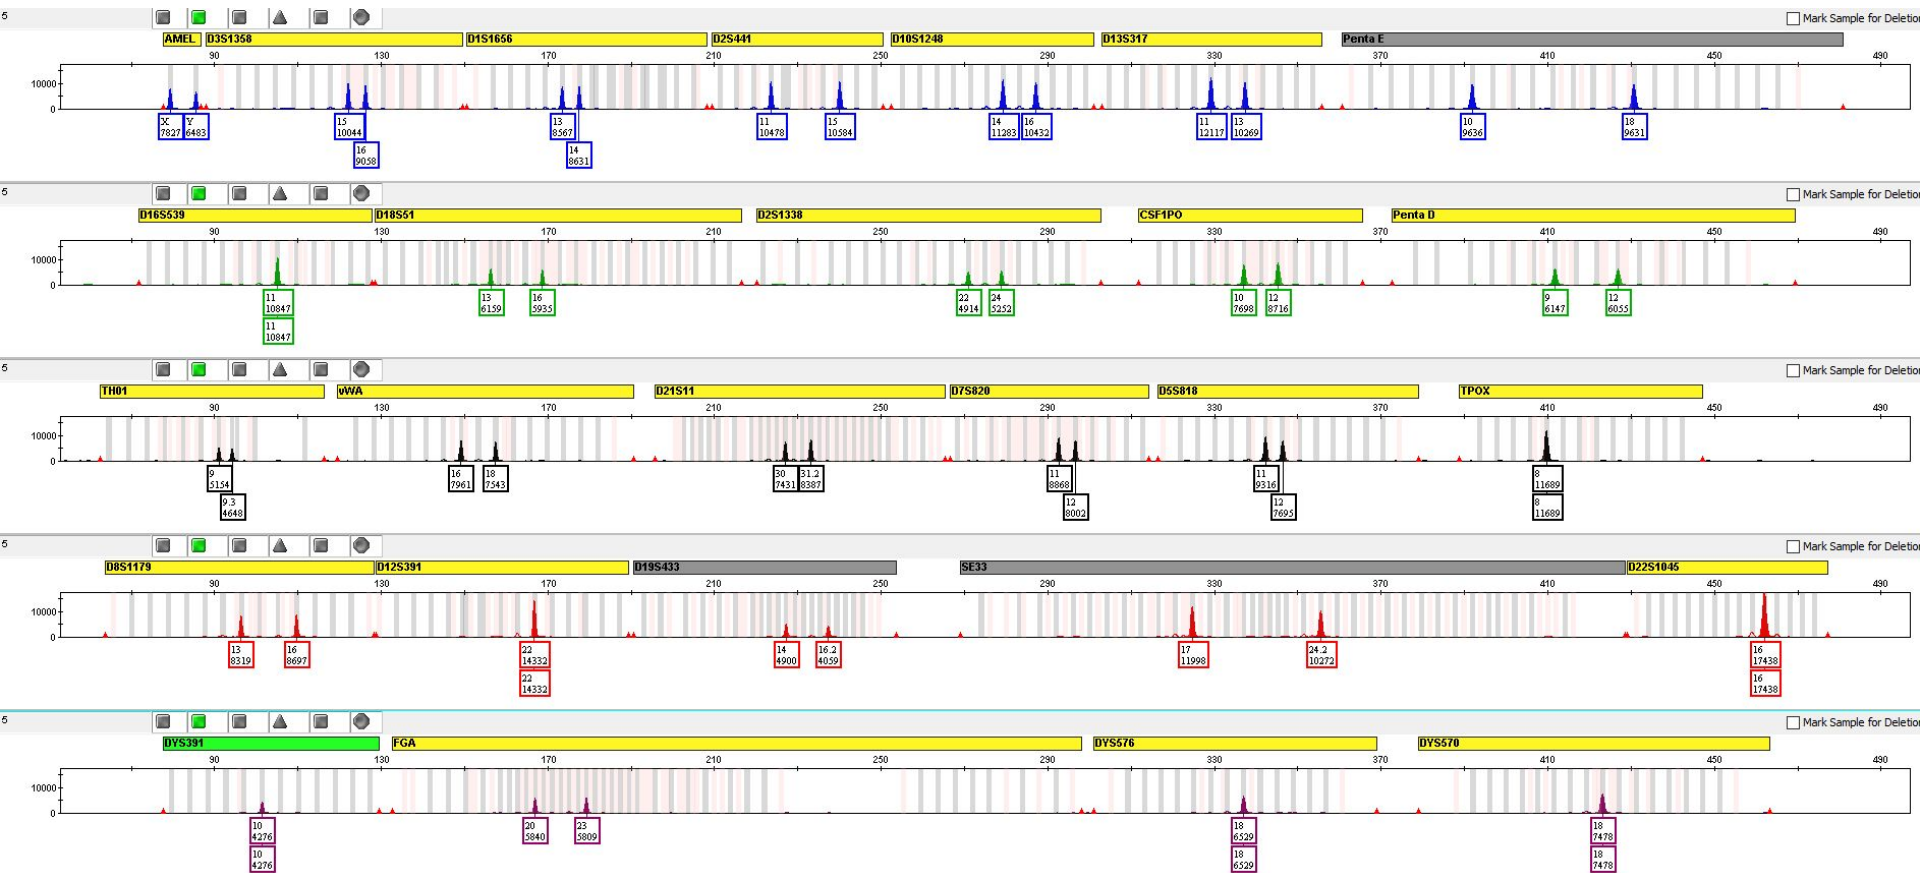 5
Mark Sample for Deletion
AMEL D3S1358 D1S1656 D2S441 D10S1248 D13S317 Penta E
90 130 170 210 250 290 330 370 410 450 490
10000
0
X Y 15 13 11 15 14 16 11 13 10 18
7827 6483 10044 8567 10478 10584 11283 10432 12117 10269 9636 9631
16 14
9058 8631
5
Mark Sample for Deletion
D16S539 D18S51 D2S1338 CSF1PO Penta D
90 130 170 210 250 290 330 370 410 450 490
10000
0
11 13 16 22 24 10 12 9 12
10847 6159 5935 4914 5252 7698 8716 6147 6055
11
10847
5
Mark Sample for Deletion
TH01 vWA D21S11 D7S820 D5S818 TPOX
90 130 170 210 250 290 330 370 410 450 490
10000
0
9 16 18 30 31.2 11 11 8
5154 7961 7543 7431 8387 8868 9316 11689
9.3 12 12 8
4648 8002 7695 11689
5
Mark Sample for Deletion
D8S1179 D12S391 D19S433 SE33 D22S1045
90 130 170 210 250 290 330 370 410 450 490
10000
0
13 16 22 14 16.2 17 24.2 16
8319 8697 14332 4900 4059 11998 10272 17438
22 16
14332 17438
5
Mark Sample for Deletion
DYS391 FGA DYS576 DYS570
90 130 170 210 250 290 330 370 410 450 490
10000
0
10 20 23 18 18
4276 5840 5809 6529 7478
10 18 18
4276 6529 7478